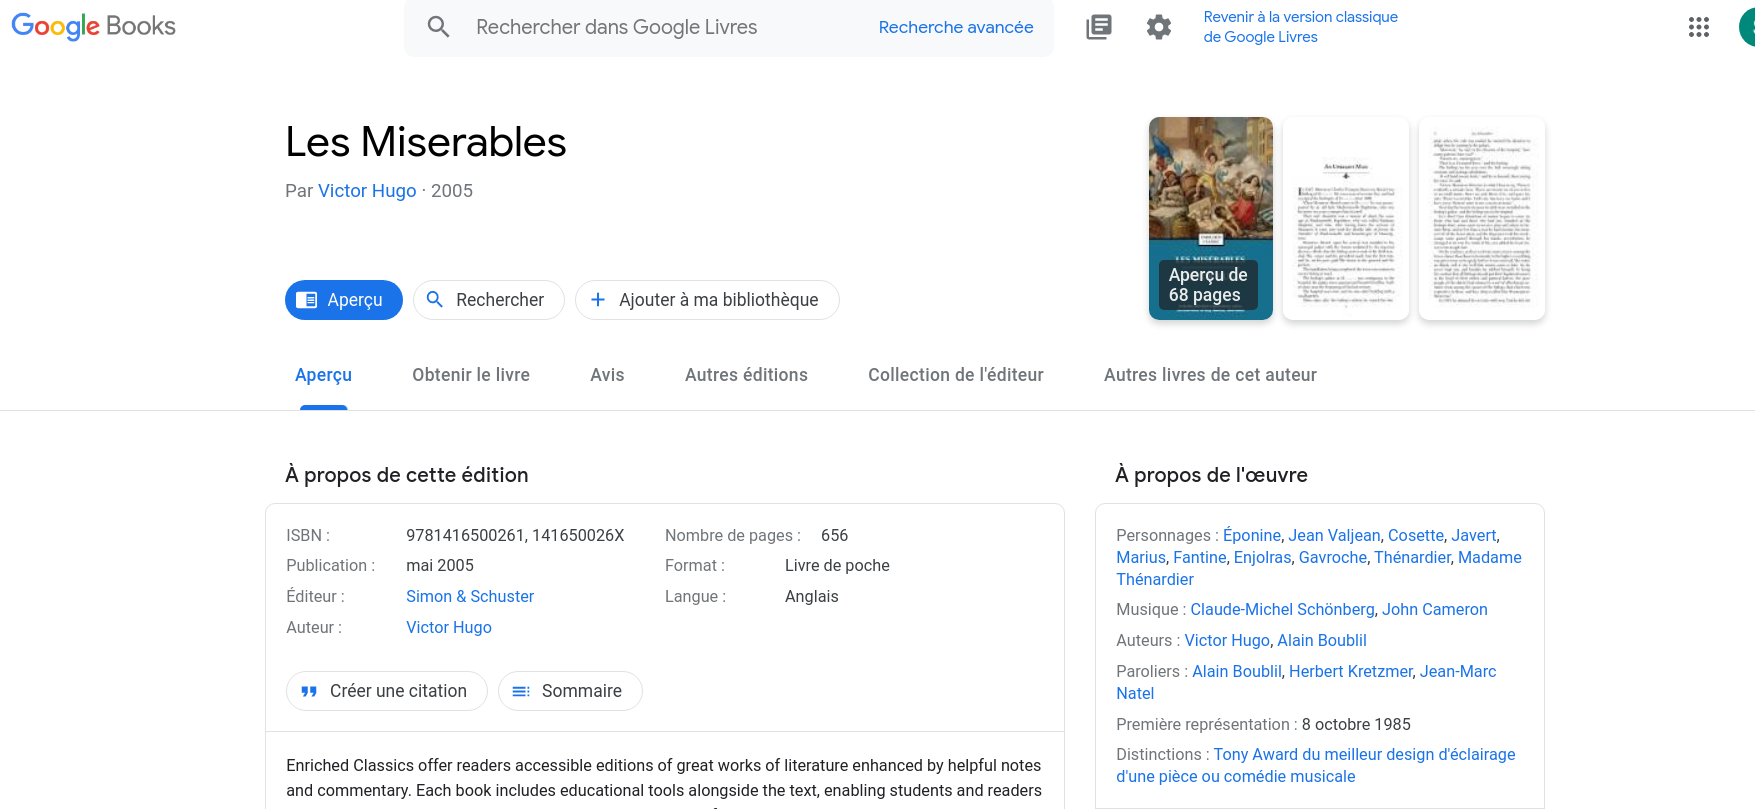 Google Books
Rechercher dans Google Livres
Recherche avancée
Revenir à la version classique
de Google Livres
Les Miserables
Par Victor Hugo · 2005
Aperçu
Rechercher
Ajouter à ma bibliothèque
LES MISÉRABLES
Aperçu de
68 pages
An Upright Man
Aperçu
Obtenir le livre
Avis
Autres éditions
Collection de l'éditeur
Autres livres de cet auteur
À propos de cette édition
ISBN : 9781416500261, 141650026X
Nombre de pages : 656
Publication : mai 2005
Format : Livre de poche
Éditeur : Simon & Schuster
Langue : Anglais
Auteur : Victor Hugo
Créer une citation
Sommaire
Enriched Classics offer readers accessible editions of great works of literature enhanced by helpful notes
and commentary. Each book includes educational tools alongside the text, enabling students and readers
À propos de l'œuvre
Personnages : Éponine, Jean Valjean, Cosette, Javert,
Marius, Fantine, Enjolras, Gavroche, Thénardier, Madame
Thénardier
Musique : Claude-Michel Schönberg, John Cameron
Auteurs : Victor Hugo, Alain Boublil
Paroliers : Alain Boublil, Herbert Kretzmer, Jean-Marc
Natel
Première représentation : 8 octobre 1985
Distinctions : Tony Award du meilleur design d'éclairage
d'une pièce ou comédie musicale